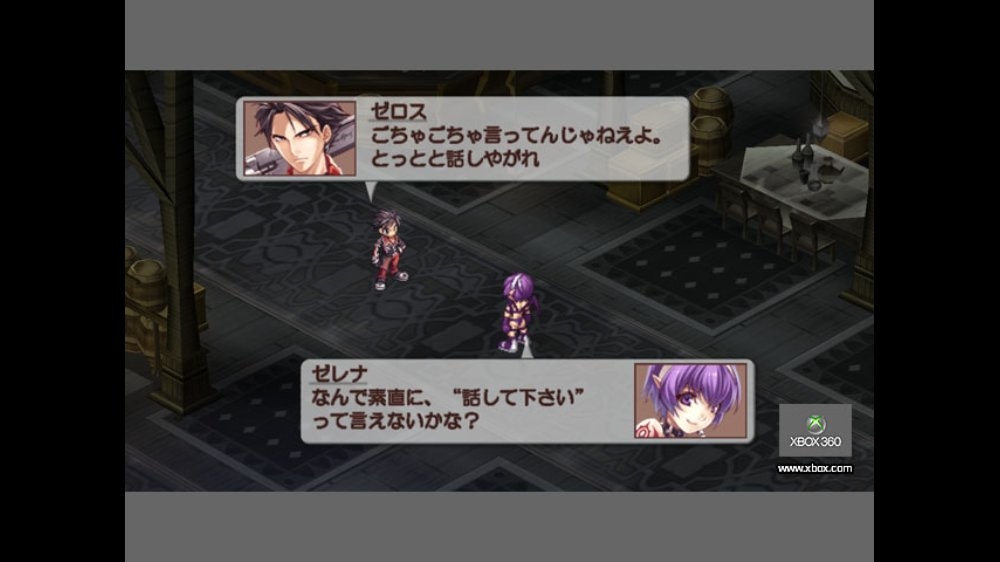 ゼロス
ごちゃごちゃ言ってんじゃねえよ。
とっとと話しやがれ
ゼレナ
なんで素直に、“話して下さい”
って言えないかな？
XBOX 360
www.xbox.com